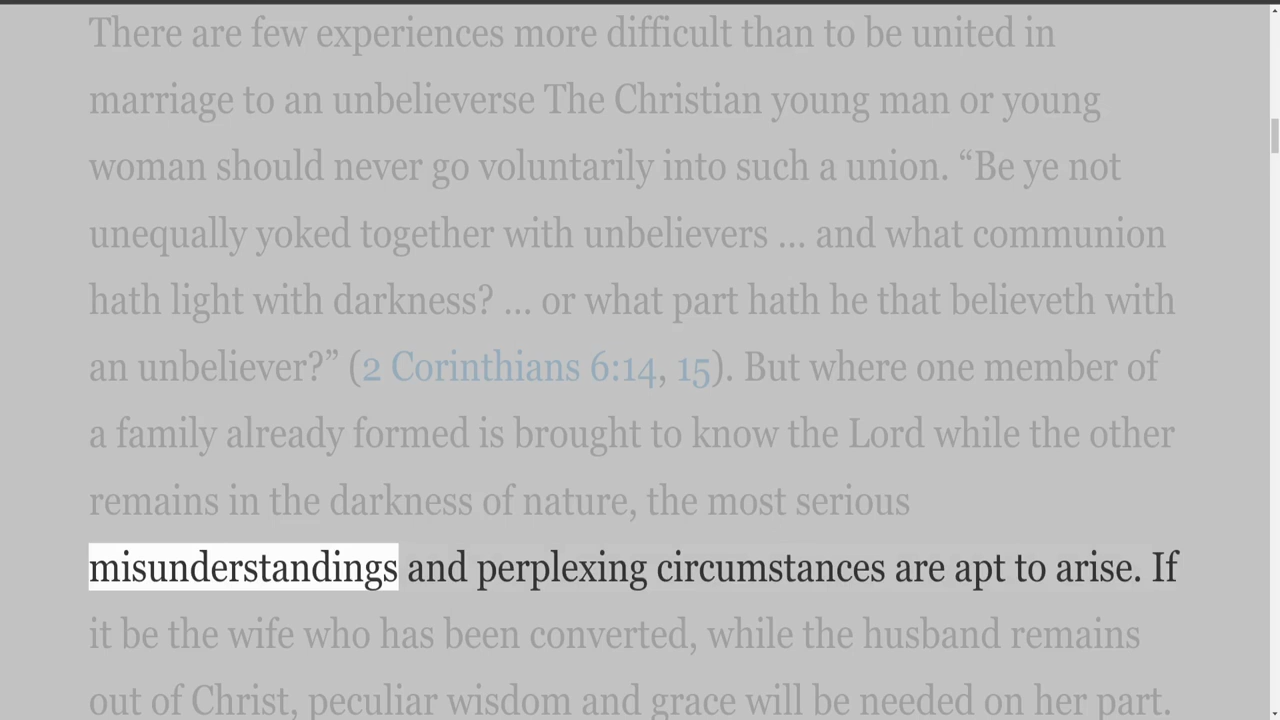 There are few experiences more difficult than to be united in
marriage to an unbelieverse The Christian young man or young
woman should never go voluntarily into such a union. “Be ye not
unequally yoked together with unbelievers ... and what communion
hath light with darkness? ... or what part hath he that believeth with
an unbeliever?” (2 Corinthians 6:14, 15). But where one member of
a family already formed is brought to know the Lord while the other
remains in the darkness of nature, the most serious
misunderstandings and perplexing circumstances are apt to arise. If
it be the wife who has been converted, while the husband remains
out of Christ, peculiar wisdom and grace will be needed on her part.